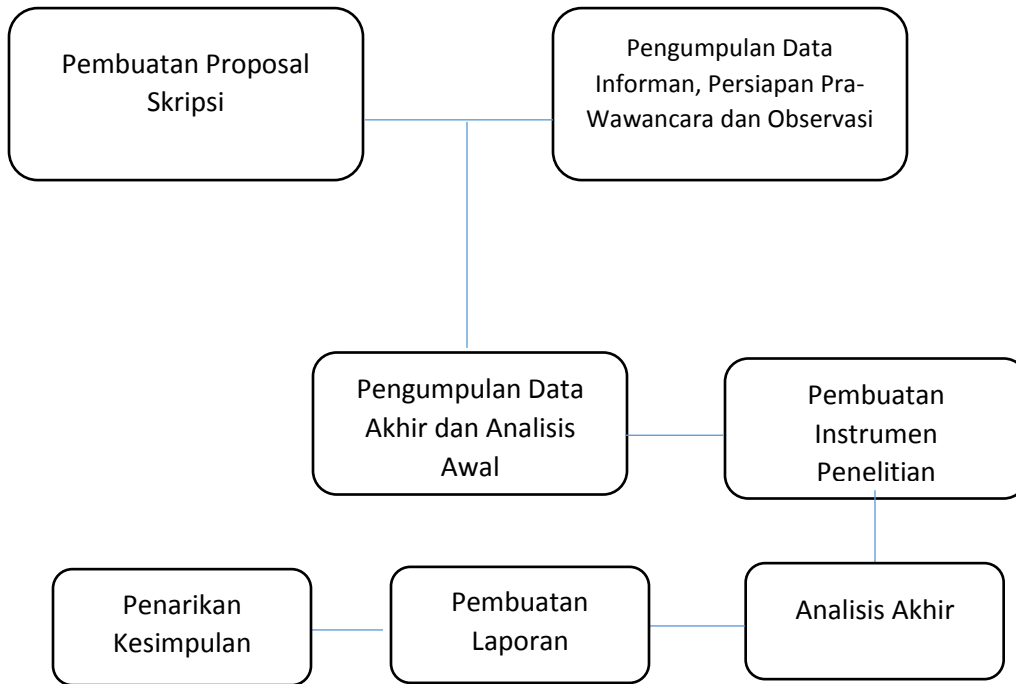 Pembuatan Proposal
Skripsi
Pengumpulan Data
Informan, Persiapan Pra-
Wawancara dan Observasi
Pengumpulan Data
Akhir dan Analisis
Awal
Pembuatan
Instrumen
Penelitian
Penarikan
Kesimpulan
Pembuatan
Laporan
Analisis Akhir